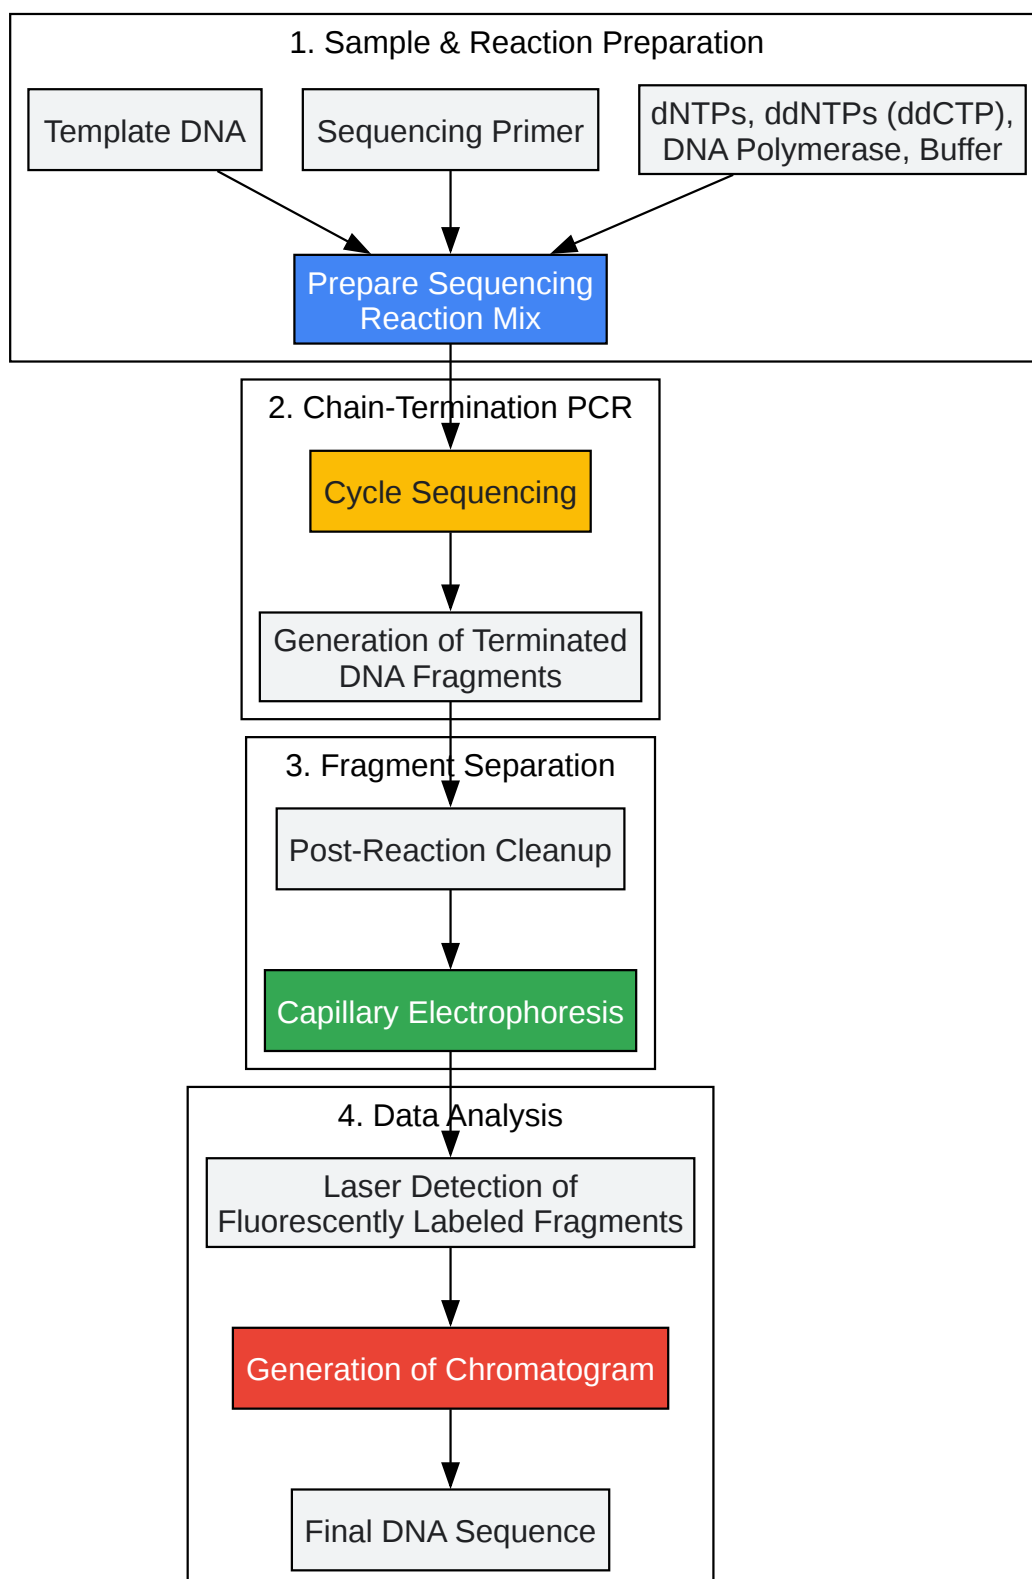 1. Sample & Reaction Preparation
Template DNA
Sequencing Primer
dNTPs, ddNTPs (ddCTP),
DNA Polymerase, Buffer
Prepare Sequencing
Reaction Mix
2. Chain-Termination PCR
Cycle Sequencing
Generation of Terminated
DNA Fragments
3. Fragment Separation
Post-Reaction Cleanup
Capillary Electrophoresis
4. Data Analysis
Laser Detection of
Fluorescently Labeled Fragments
Generation of Chromatogram
Final DNA Sequence